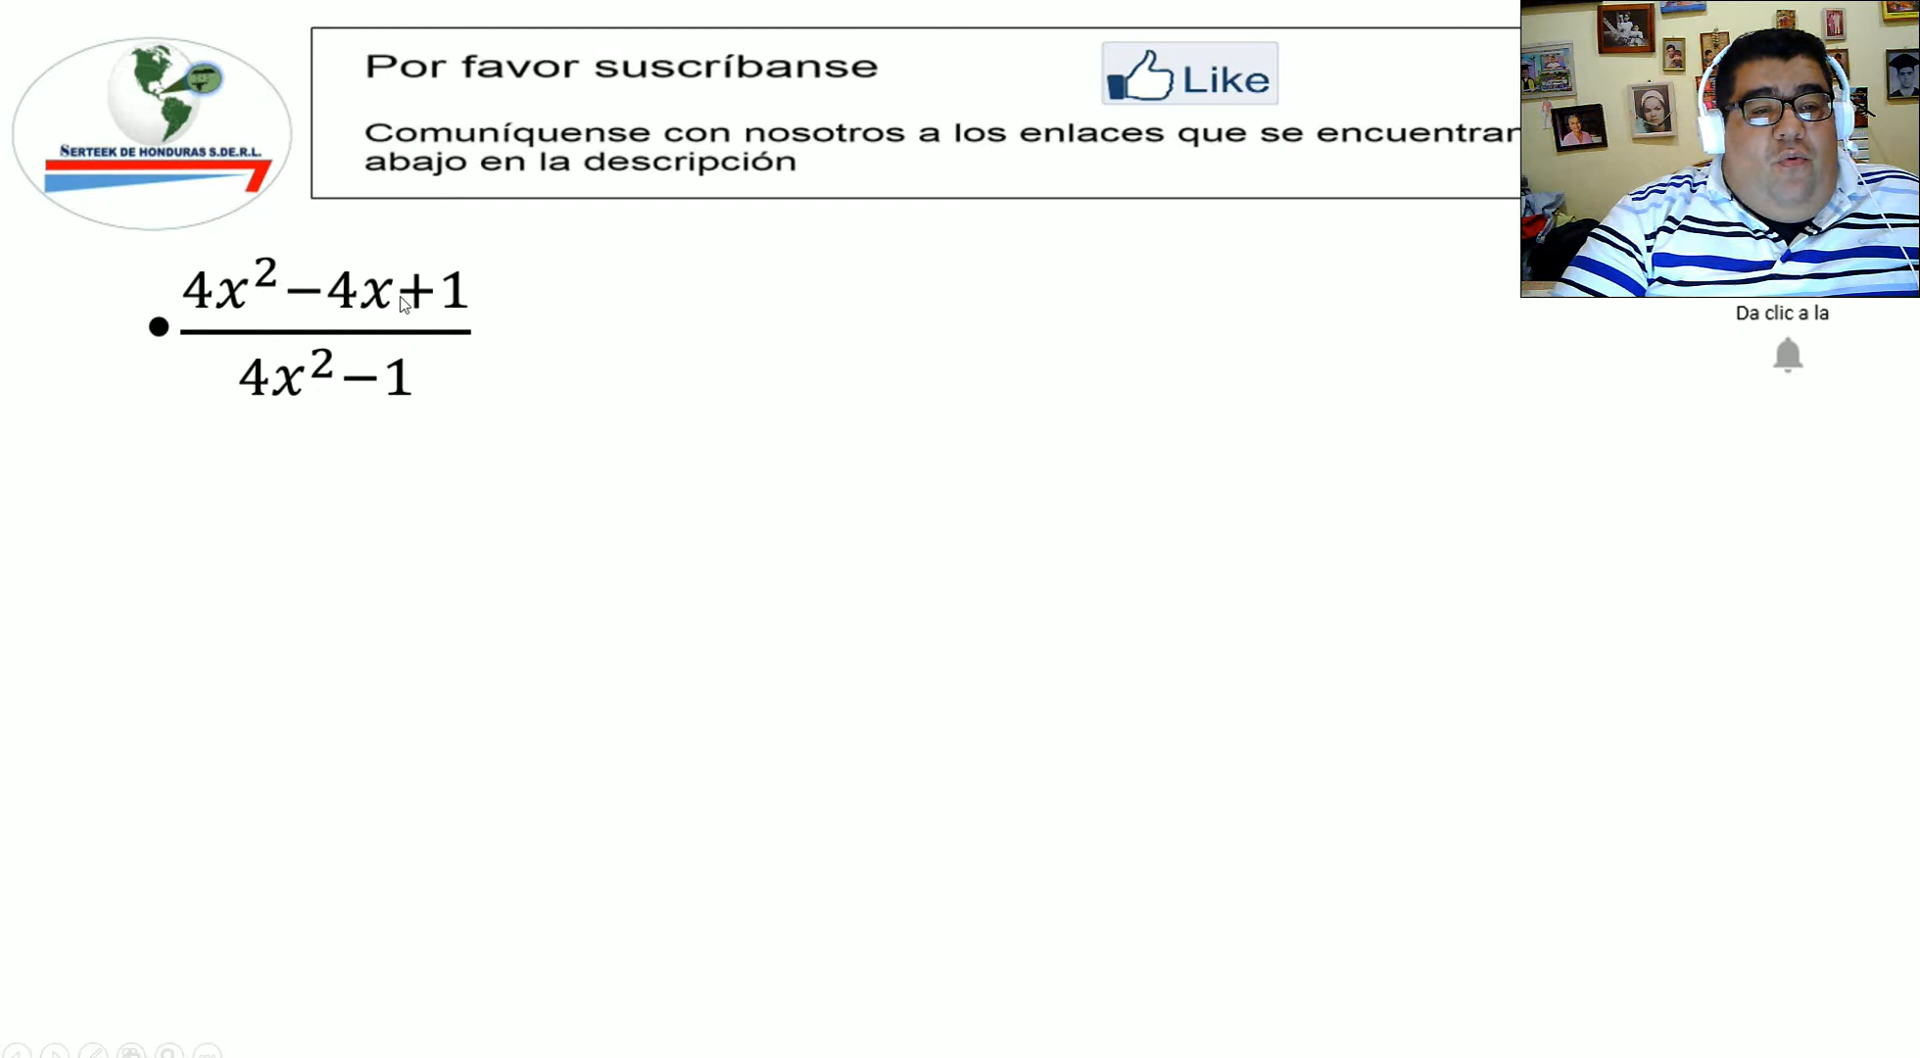 SERTEEK DE HONDURAS S.DE.R.L.
Por favor suscríbanse
Like
Comuníquense con nosotros a los enlaces que se encuentran
abajo en la descripción
Da clic a la
• 4x² − 4x + 1
4x² − 1